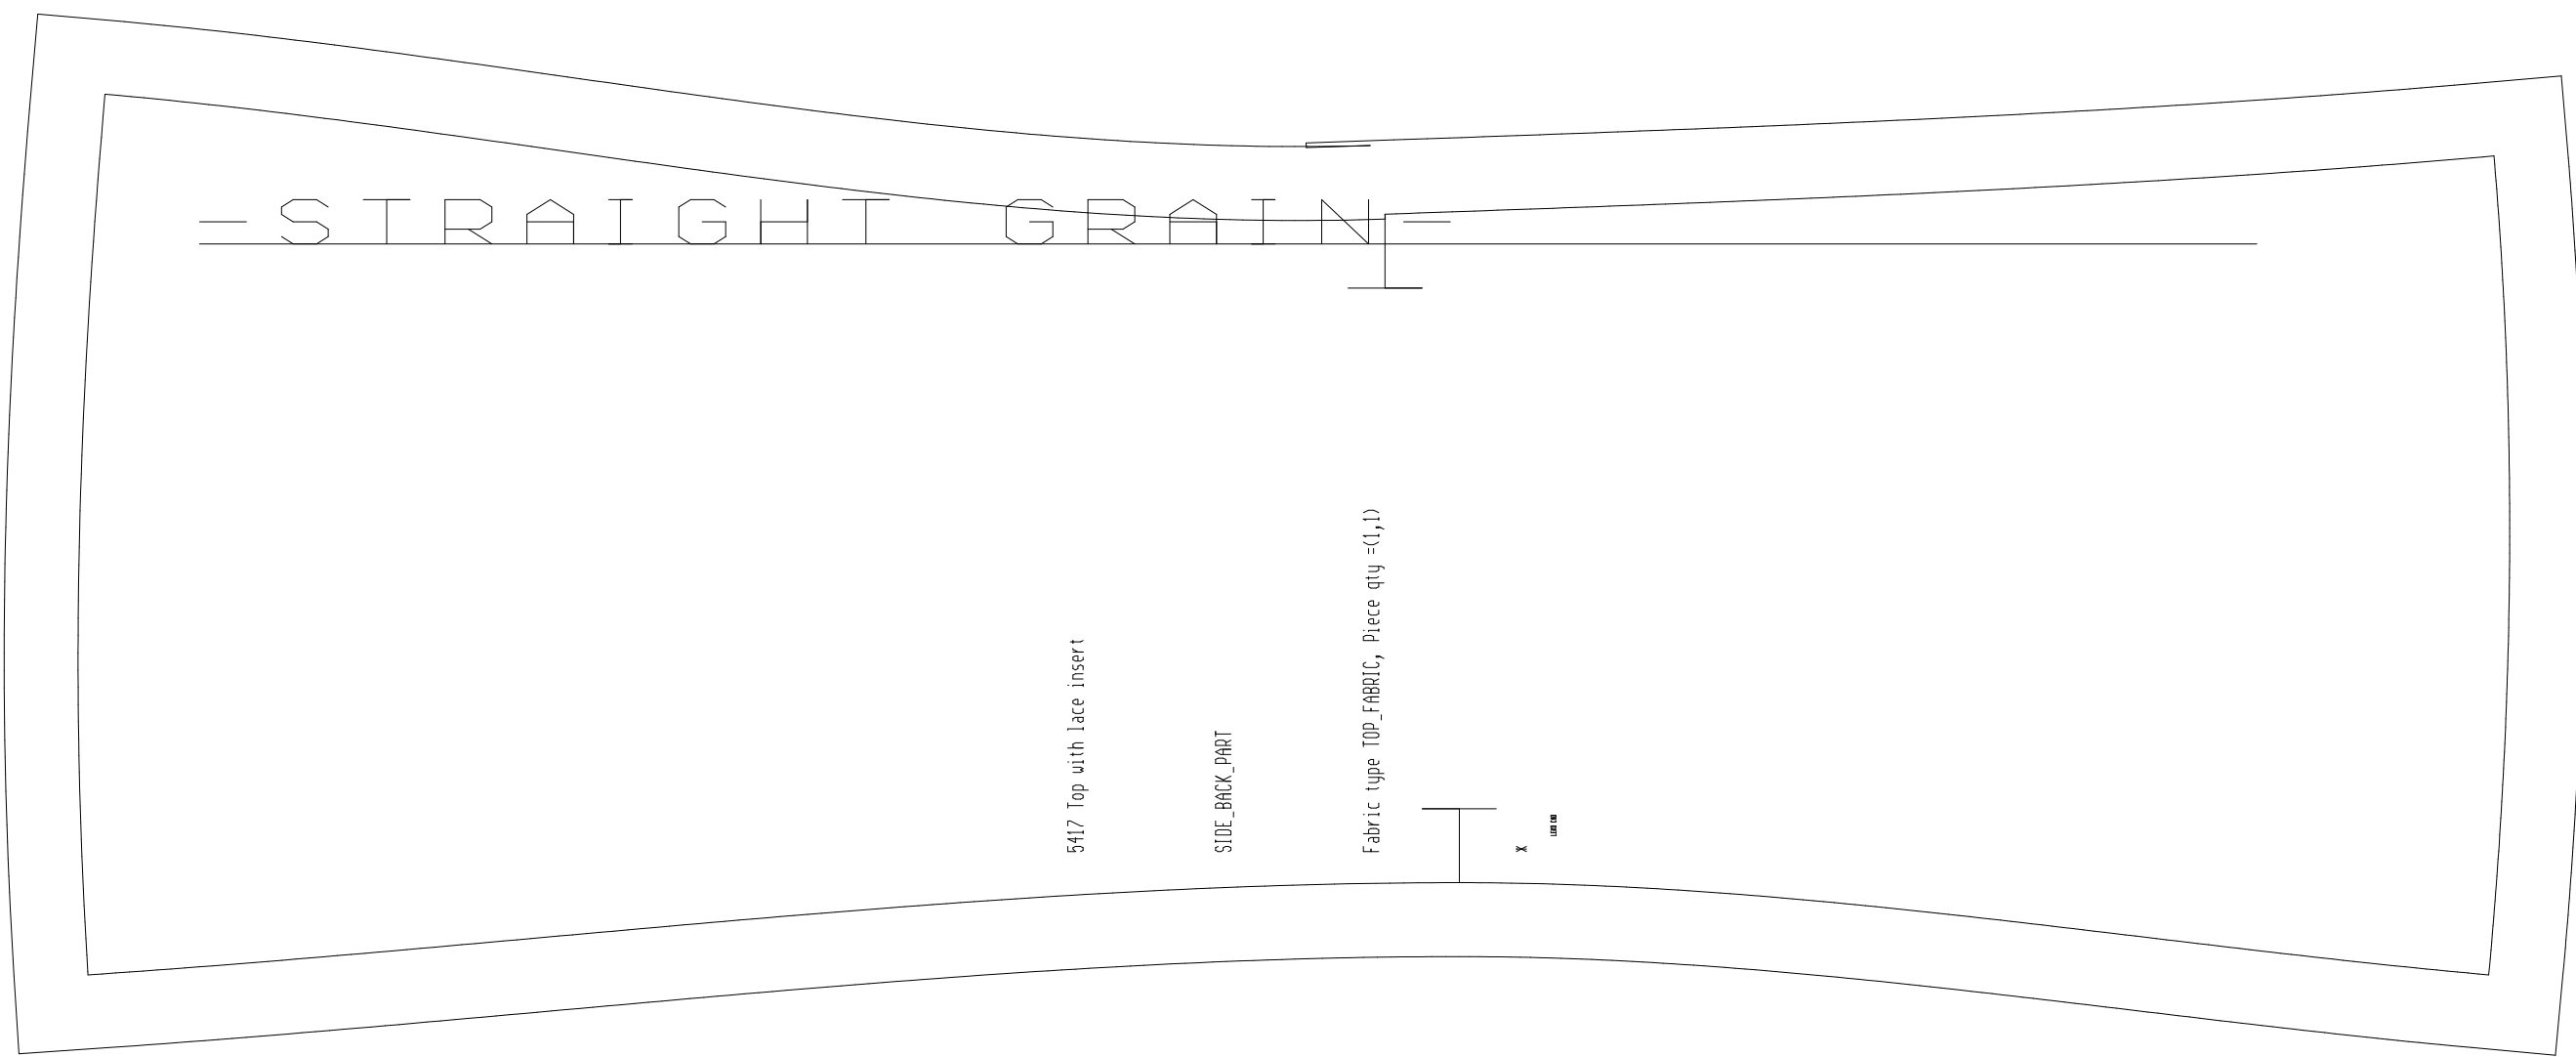 -STRAIGHT GRAIN-
5417 Top with lace insert
SIDE_BACK_PART
Fabric type TOP_FABRIC, Piece qty =(1,1)
X